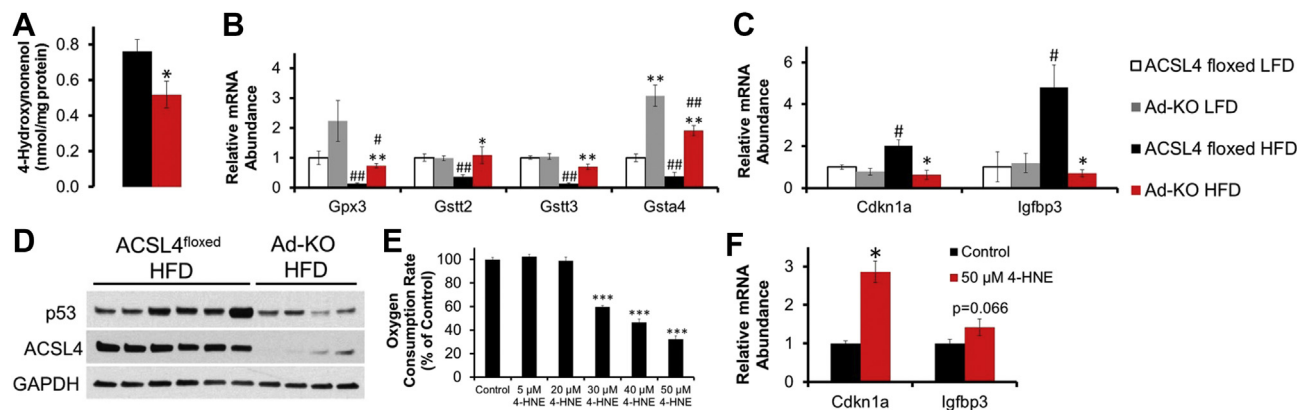 A
4-Hydroxynonenol
(nmol/mg protein)
0.8
0.6
0.4
0.2
0.0
*
B
Relative mRNA
Abundance
4
3
2
1
0
##
#
**
##
*
##
**
**
##
##
**
Gpx3
Gstt2
Gstt3
Gsta4
C
Relative mRNA
Abundance
6
4
2
0
#
*
#
*
Cdkn1a
Igfbp3
ACSL4 floxed LFD
Ad-KO LFD
ACSL4 floxed HFD
Ad-KO HFD
D
ACSL4floxed
HFD
Ad-KO
HFD
p53
ACSL4
GAPDH
E
Oxygen
Consumption Rate
(% of Control)
100
80
60
40
20
0
***
***
***
Control
5 µM
4-HNE
20 µM
4-HNE
30 µM
4-HNE
40 µM
4-HNE
50 µM
4-HNE
F
Relative mRNA
Abundance
3
2
1
0
*
p=0.066
Control
50 µM 4-HNE
Cdkn1a
Igfbp3